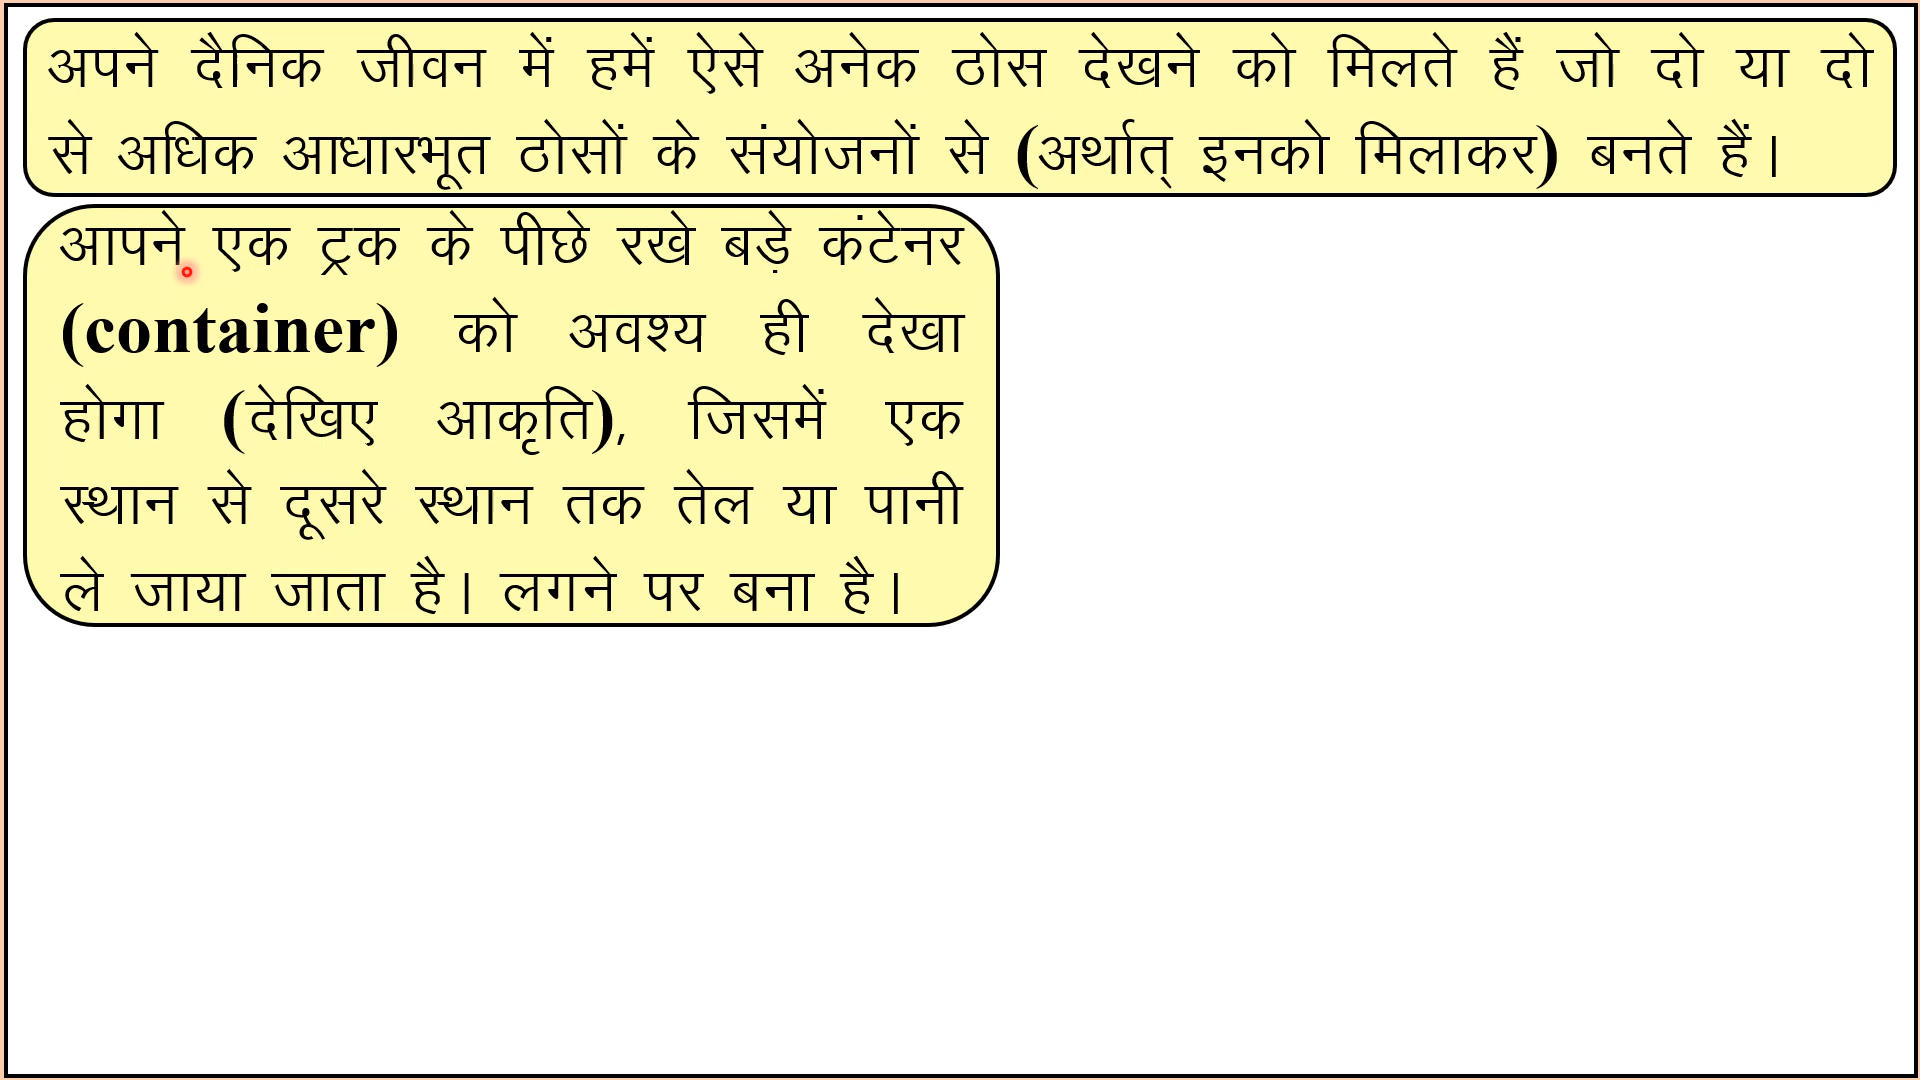 अपने दैनिक जीवन में हमें ऐसे अनेक ठोस देखने को मिलते हैं जो दो या दो
से अधिक आधारभूत ठोसों के संयोजनों से (अर्थात् इनको मिलाकर) बनते हैं।
आपने एक ट्रक के पीछे रखे बड़े कंटेनर
(container) को अवश्य ही देखा
होगा (देखिए आकृति), जिसमें एक
स्थान से दूसरे स्थान तक तेल या पानी
ले जाया जाता है। लगने पर बना है।